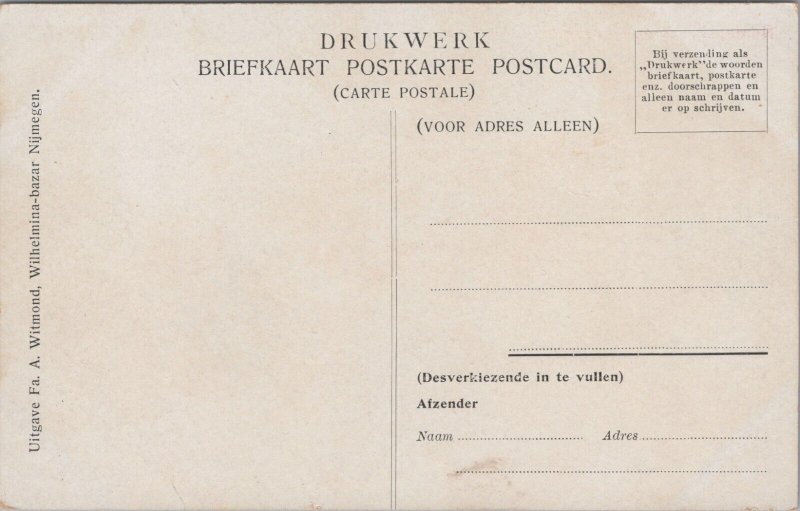 DRUKWERK
BRIEFKAART POSTKARTE POSTCARD.
(CARTE POSTALE)
(VOOR ADRES ALLEEN)
Bij verzending als
„Drukwerk" de woorden
briefkaart, postkarte
enz. doorschrappen en
alleen naam en datum
er op schrijven.
Uitgave Fa. A. Witmond, Wilhelmina-bazar Nijmegen.
(Desverkiezende in te vullen)
Afzender
Naam Adres